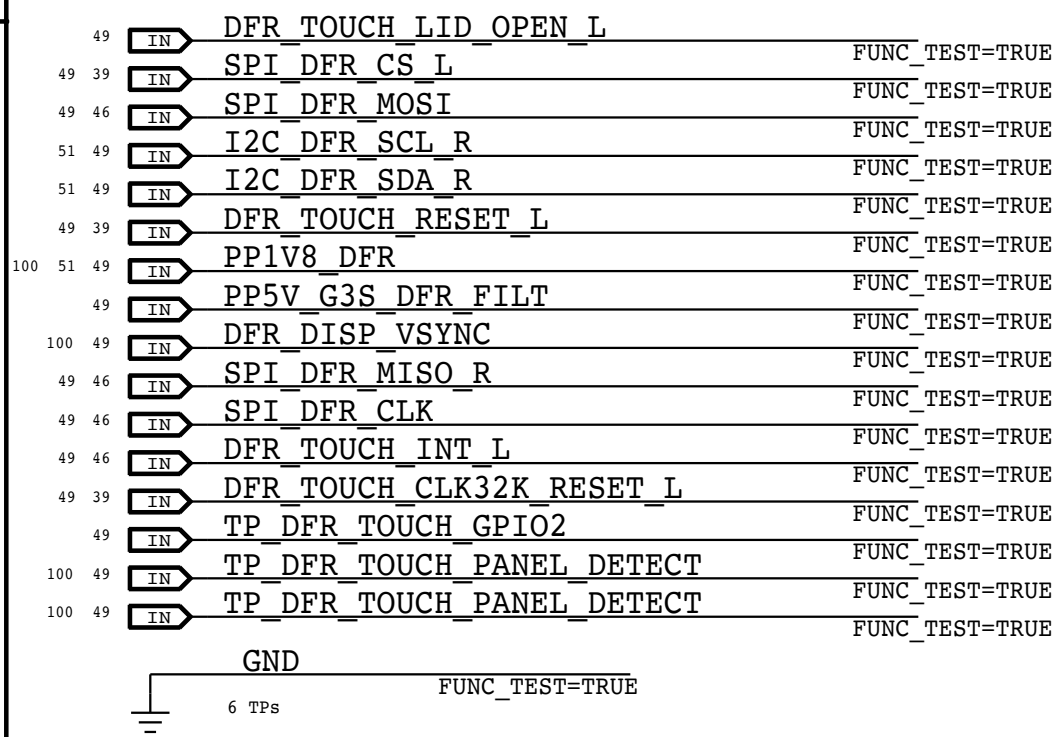 49 IN DFR_TOUCH_LID_OPEN_L FUNC_TEST=TRUE
49 39 IN SPI_DFR_CS_L FUNC_TEST=TRUE
49 46 IN SPI_DFR_MOSI FUNC_TEST=TRUE
51 49 IN I2C_DFR_SCL_R FUNC_TEST=TRUE
51 49 IN I2C_DFR_SDA_R FUNC_TEST=TRUE
49 39 IN DFR_TOUCH_RESET_L FUNC_TEST=TRUE
100 51 49 IN PP1V8_DFR FUNC_TEST=TRUE
49 IN PP5V_G3S_DFR_FILT FUNC_TEST=TRUE
100 49 IN DFR_DISP_VSYNC FUNC_TEST=TRUE
49 46 IN SPI_DFR_MISO_R FUNC_TEST=TRUE
49 46 IN SPI_DFR_CLK FUNC_TEST=TRUE
49 46 IN DFR_TOUCH_INT_L FUNC_TEST=TRUE
49 39 IN DFR_TOUCH_CLK32K_RESET_L FUNC_TEST=TRUE
49 IN TP_DFR_TOUCH_GPIO2 FUNC_TEST=TRUE
100 49 IN TP_DFR_TOUCH_PANEL_DETECT FUNC_TEST=TRUE
100 49 IN TP_DFR_TOUCH_PANEL_DETECT FUNC_TEST=TRUE
GND FUNC_TEST=TRUE
6 TPs